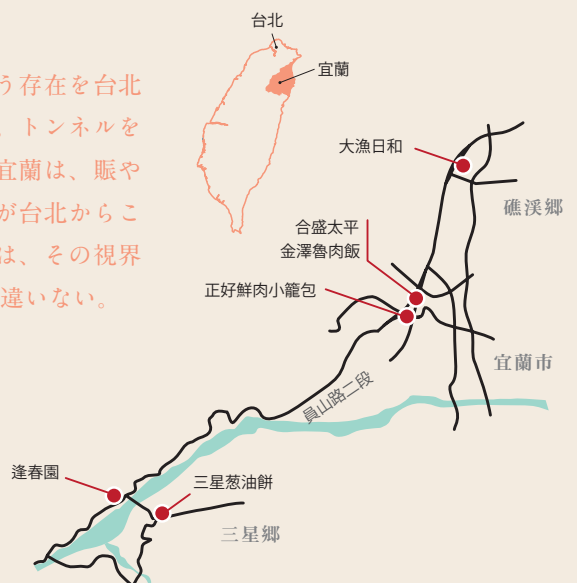 台北
宜蘭
う存在を台北
、トンネルを
宜蘭は、賑や
が台北からこ
は、その視界
違いない。
大漁日和
礁渓郷
合盛太平
金澤魯肉飯
正好鮮肉小籠包
宜蘭市
員山路二段
逢春園
三星葱油餅
三星郷